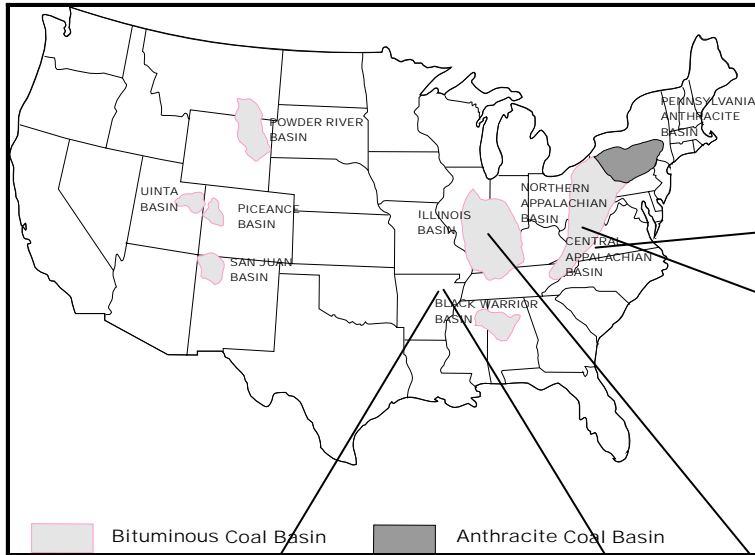 PENNSYLVANIA
ANTHRACITE
BASIN
POWDER RIVER
BASIN
UINTA
BASIN
PICEANCE
BASIN
ILLINOIS
BASIN
NORTHERN
APPALACHIAN
BASIN
CENTRAL
APPALACHIAN
BASIN
SAN JUAN
BASIN
BLACK WARRIOR
BASIN
Bituminous Coal Basin
Anthracite Coal Basin